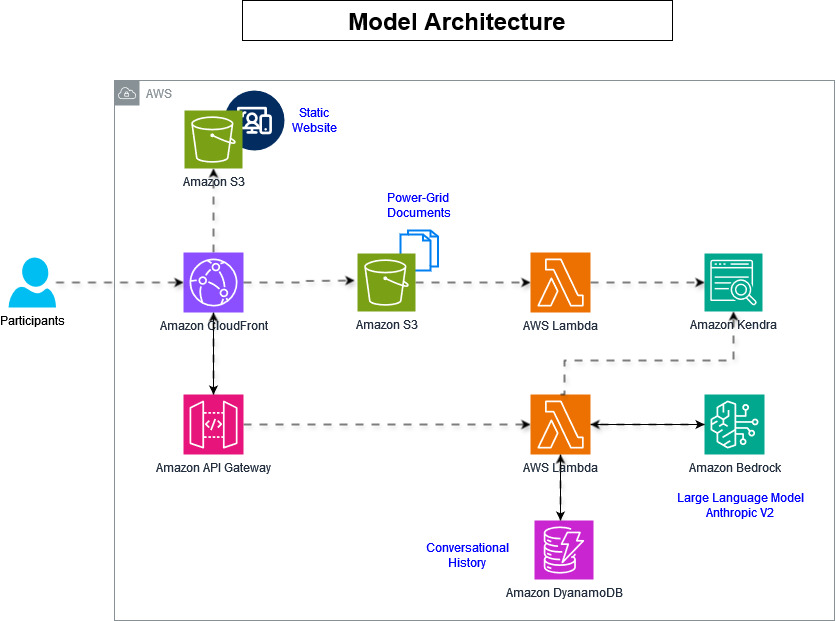 Model Architecture
AWS
Static
Website
Amazon S3
Power-Grid
Documents
Participants
Amazon CloudFront
Amazon S3
AWS Lambda
Amazon Kendra
Amazon API Gateway
AWS Lambda
Amazon Bedrock
Large Language Model
Anthropic V2
Conversational
History
Amazon DyanamoDB